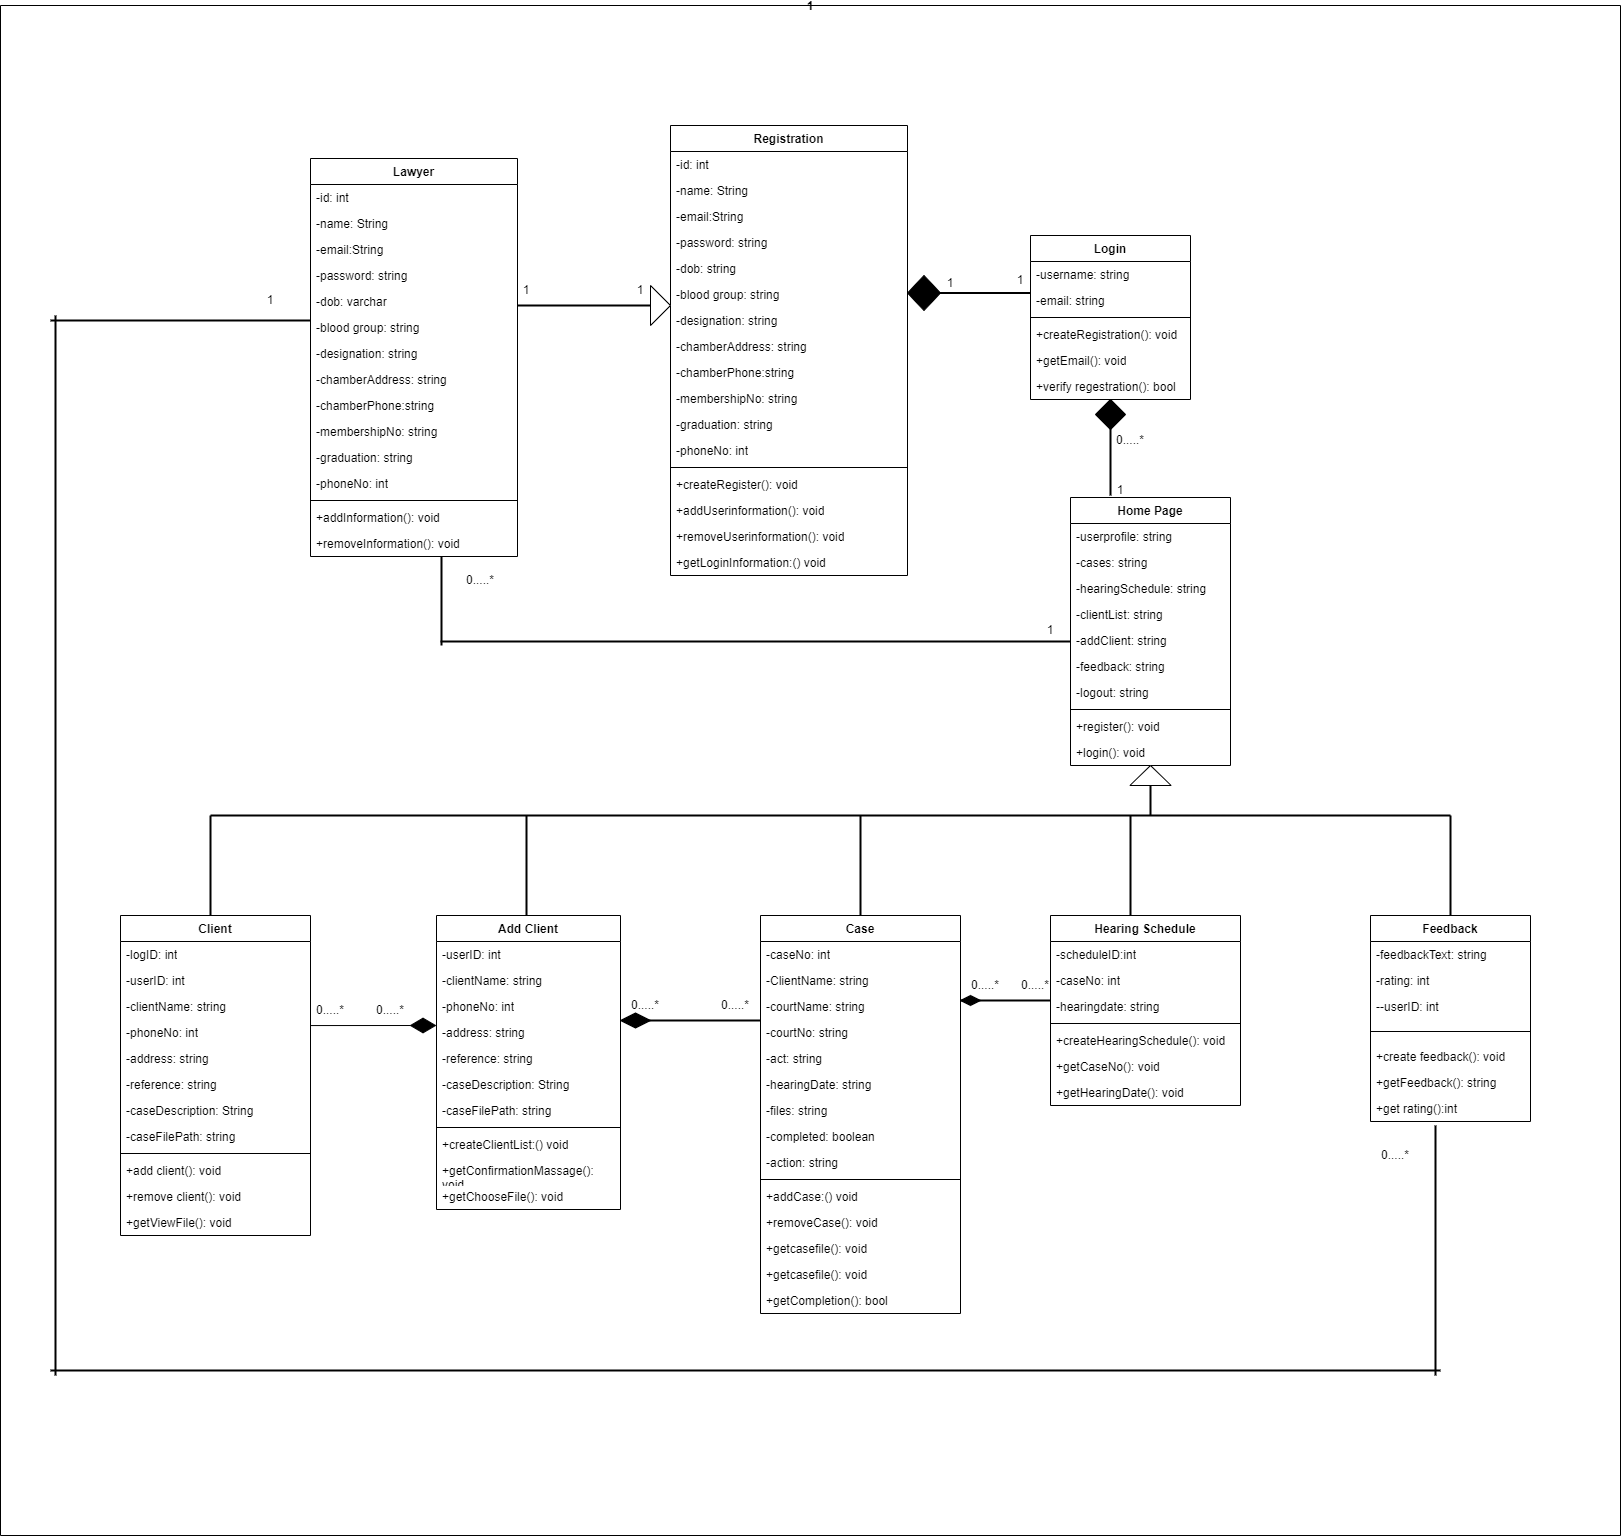 1
Registration
-id: int
-name: String
-email:String
-password: string
-dob: string
-blood group: string
-designation: string
-chamberAddress: string
-chamberPhone:string
-membershipNo: string
-graduation: string
-phoneNo: int
+createRegister(): void
+addUserinformation(): void
+removeUserinformation(): void
+getLoginInformation:() void
Lawyer
-id: int
-name: String
-email:String
-password: string
-dob: varchar
-blood group: string
-designation: string
-chamberAddress: string
-chamberPhone:string
-membershipNo: string
-graduation: string
-phoneNo: int
+addInformation(): void
+removeInformation(): void
1
1
1
1
1
Login
-username: string
-email: string
+createRegistration(): void
+getEmail(): void
+verify regestration(): bool
0.....*
1
Home Page
-userprofile: string
-cases: string
-hearingSchedule: string
-clientList: string
-addClient: string
-feedback: string
-logout: string
+register(): void
+login(): void
0.....*
1
Client
-logID: int
-userID: int
-clientName: string
-phoneNo: int
-address: string
-reference: string
-caseDescription: String
-caseFilePath: string
+add client(): void
+remove client(): void
+getViewFile(): void
0.....*
0.....*
Add Client
-userID: int
-clientName: string
-phoneNo: int
-address: string
-reference: string
-caseDescription: String
-caseFilePath: string
+createClientList:() void
+getConfirmationMassage():
void
+getChooseFile(): void
0.....*
0.....*
Case
-caseNo: int
-ClientName: string
-courtName: string
-courtNo: string
-act: string
-hearingDate: string
-files: string
-completed: boolean
-action: string
+addCase:() void
+removeCase(): void
+getcasefile(): void
+getcasefile(): void
+getCompletion(): bool
0.....*
0.....*
Hearing Schedule
-scheduleID:int
-caseNo: int
-hearingdate: string
+createHearingSchedule(): void
+getCaseNo(): void
+getHearingDate(): void
Feedback
-feedbackText: string
-rating: int
--userID: int
+create feedback(): void
+getFeedback(): string
+get rating():int
0.....*